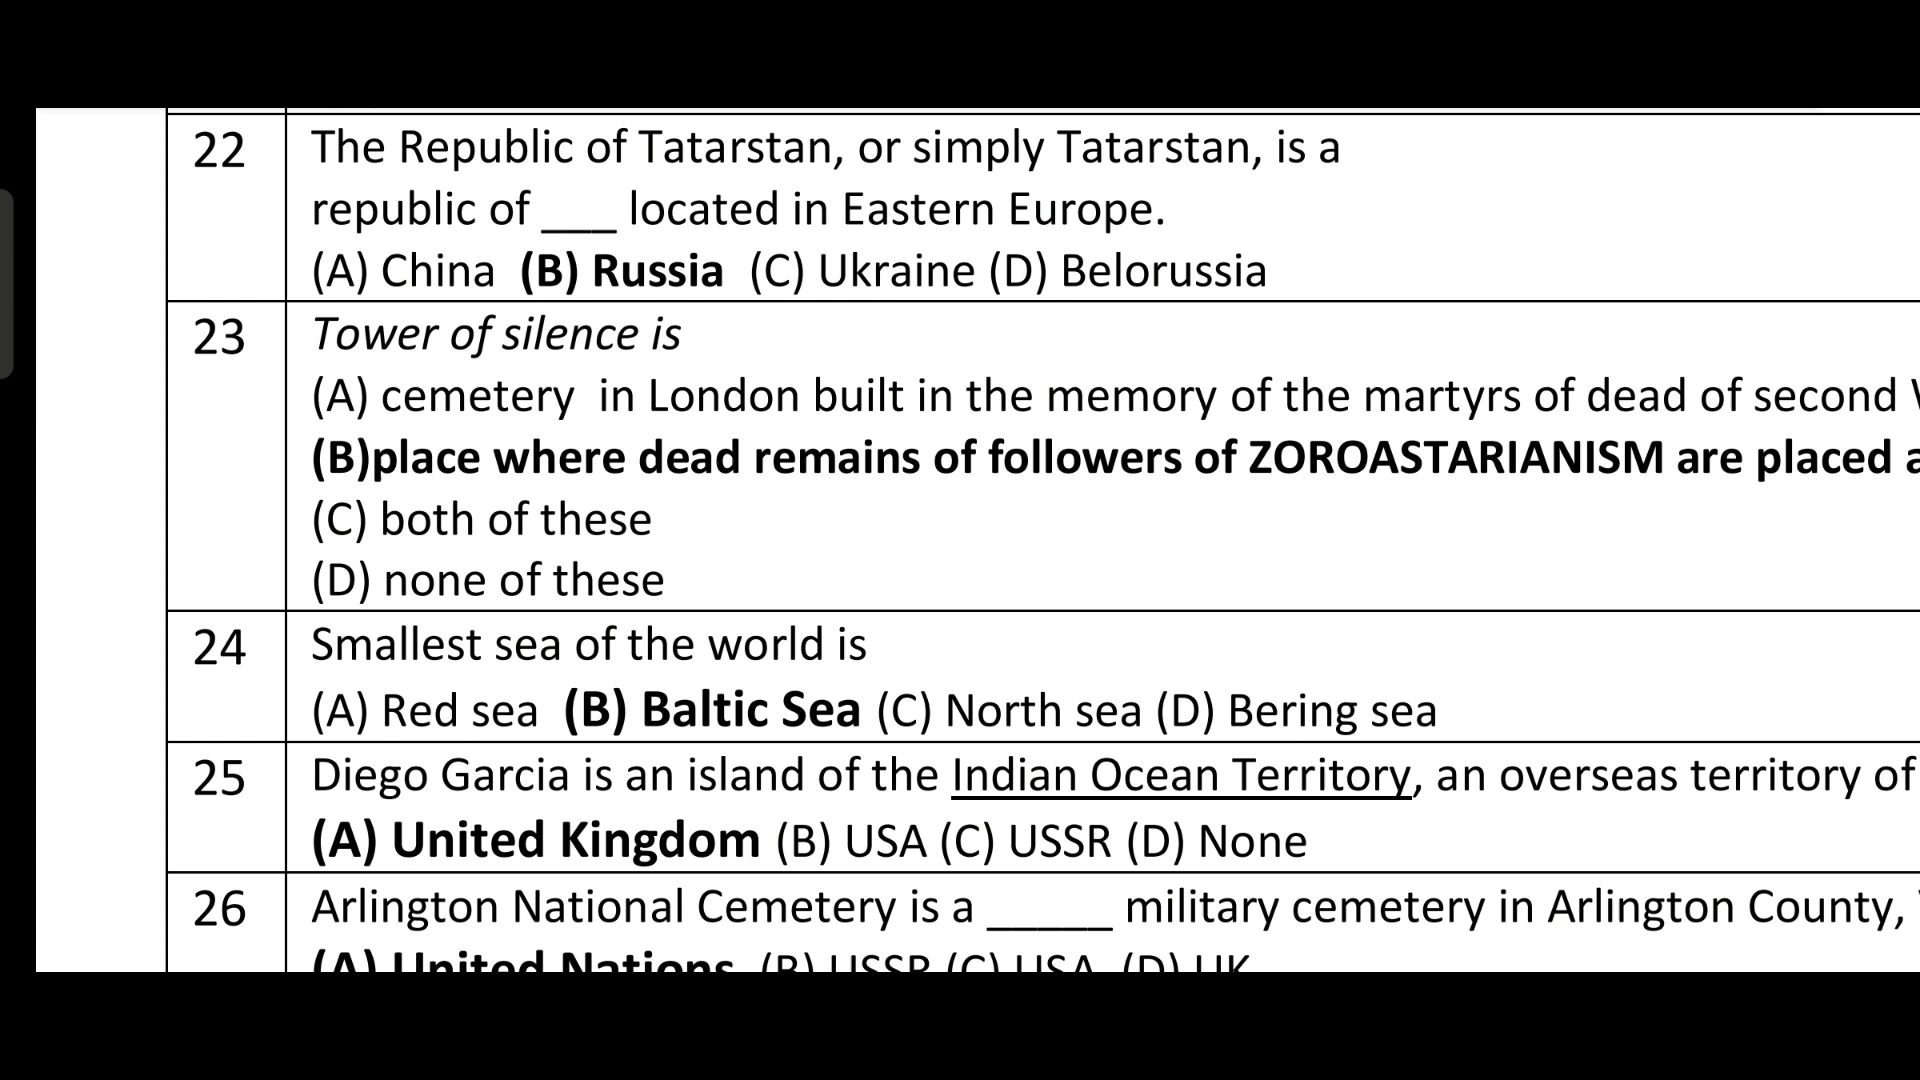 22
The Republic of Tatarstan, or simply Tatarstan, is a
republic of ___ located in Eastern Europe.
(A) China (B) Russia (C) Ukraine (D) Belorussia
23
Tower of silence is
(A) cemetery in London built in the memory of the martyrs of dead of second
(B)place where dead remains of followers of ZOROASTARIANISM are placed
(C) both of these
(D) none of these
24
Smallest sea of the world is
(A) Red sea (B) Baltic Sea (C) North sea (D) Bering sea
25
Diego Garcia is an island of the Indian Ocean Territory, an overseas territory of
(A) United Kingdom (B) USA (C) USSR (D) None
26
Arlington National Cemetery is a _____ military cemetery in Arlington County,
(A) United Nations (B) USSR (C) USA (D) UK